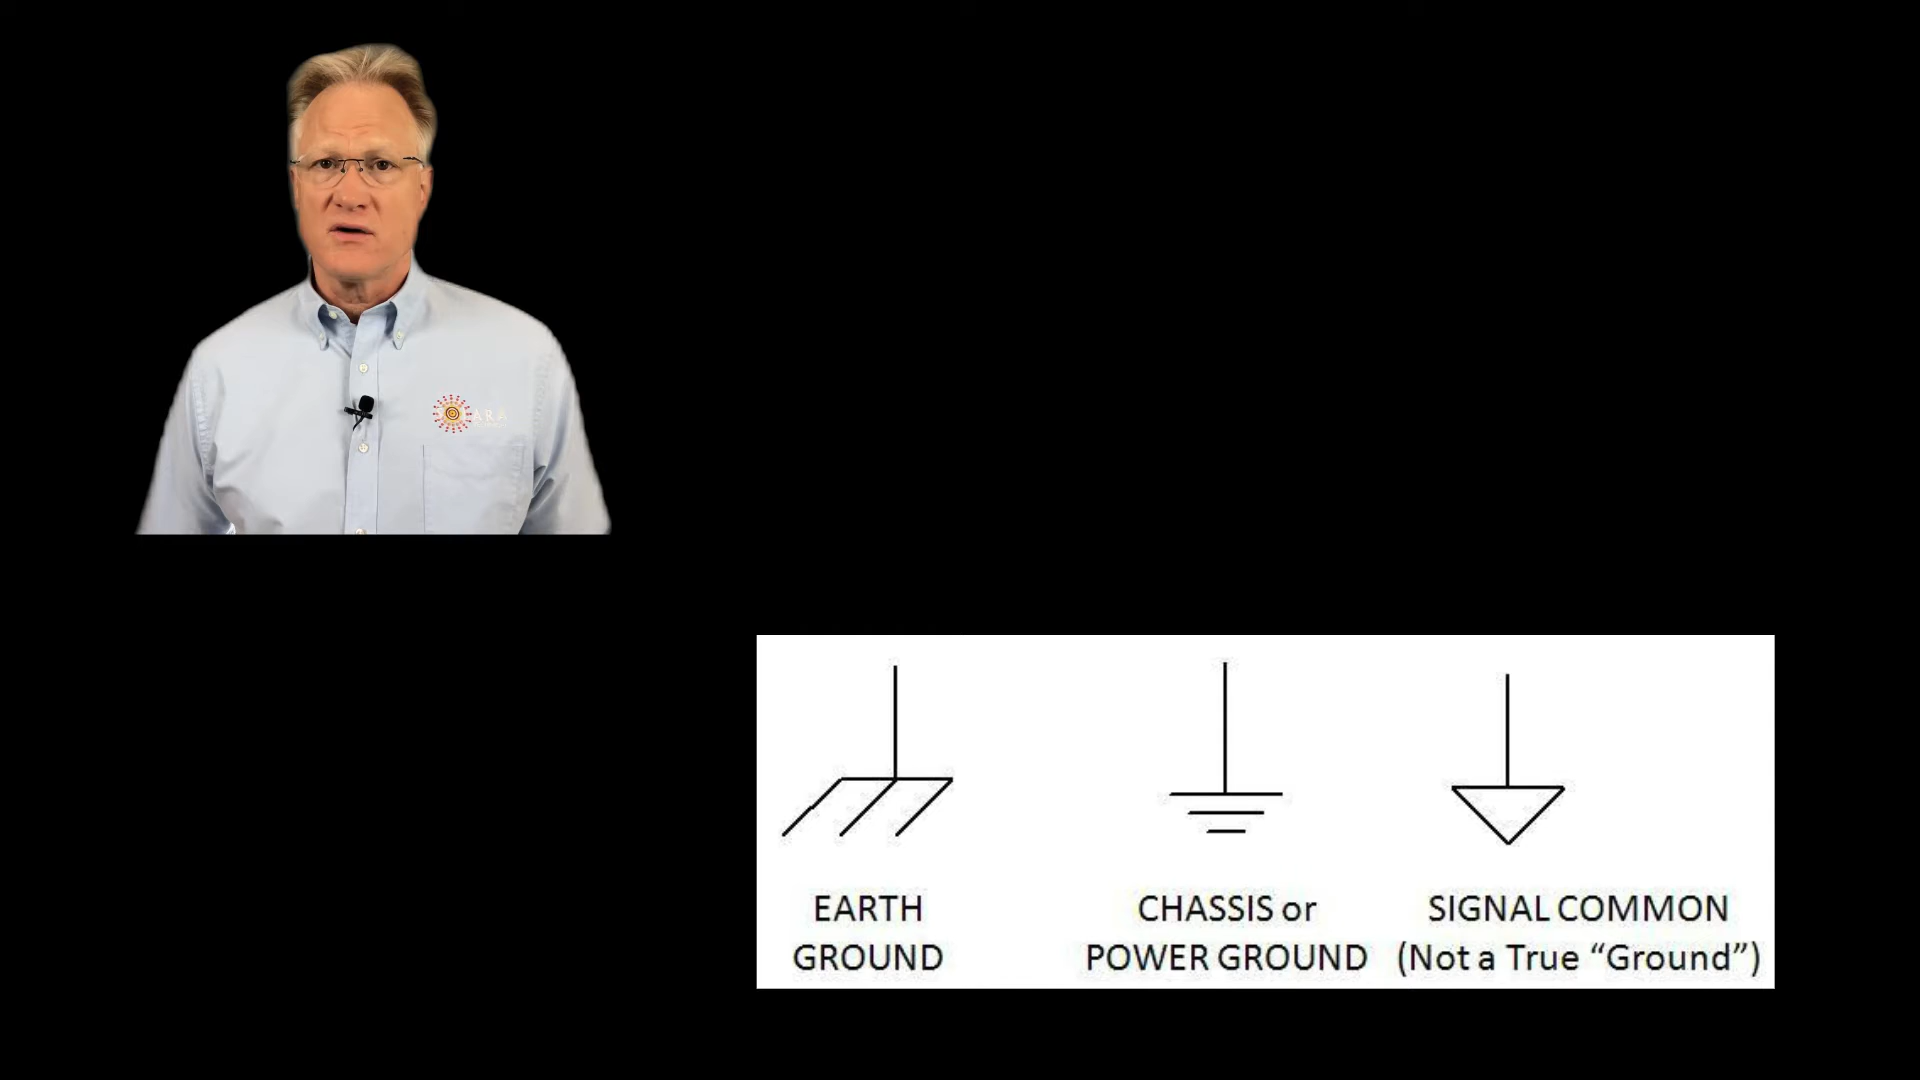 EARTH
GROUND
CHASSIS or
POWER GROUND
SIGNAL COMMON
(Not a True “Ground”)